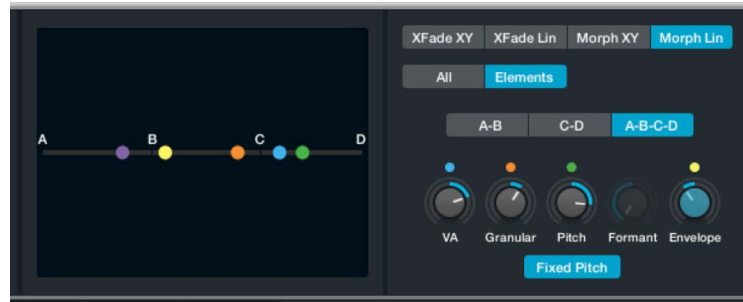 XFade XY XFade Lin Morph XY Morph Lin
All Elements
A-B C-D A-B-C-D
A B C D
VA Granular Pitch Formant Envelope
Fixed Pitch